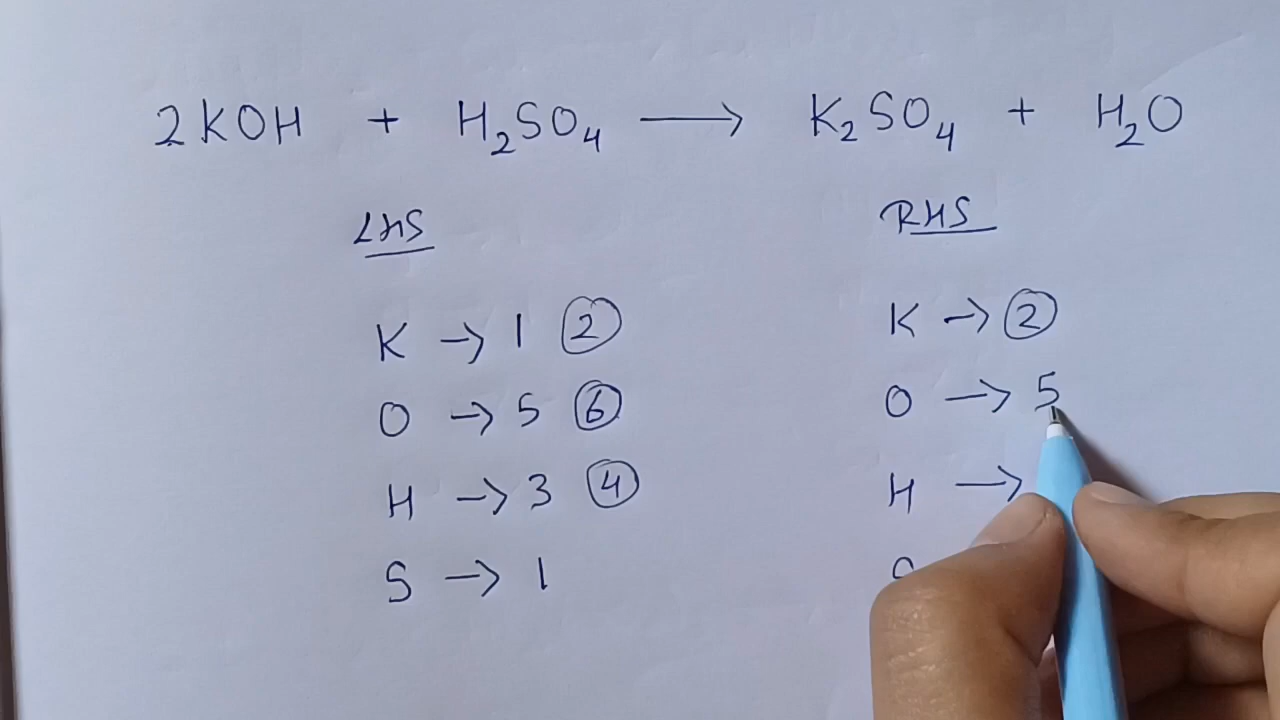 2KOH + H₂SO₄ ⟶ K₂SO₄ + H₂O
LHS RHS
K → 1 ② K → ②
O → 5 ⑥ O → 5
H → 3 ④ H →
S → 1